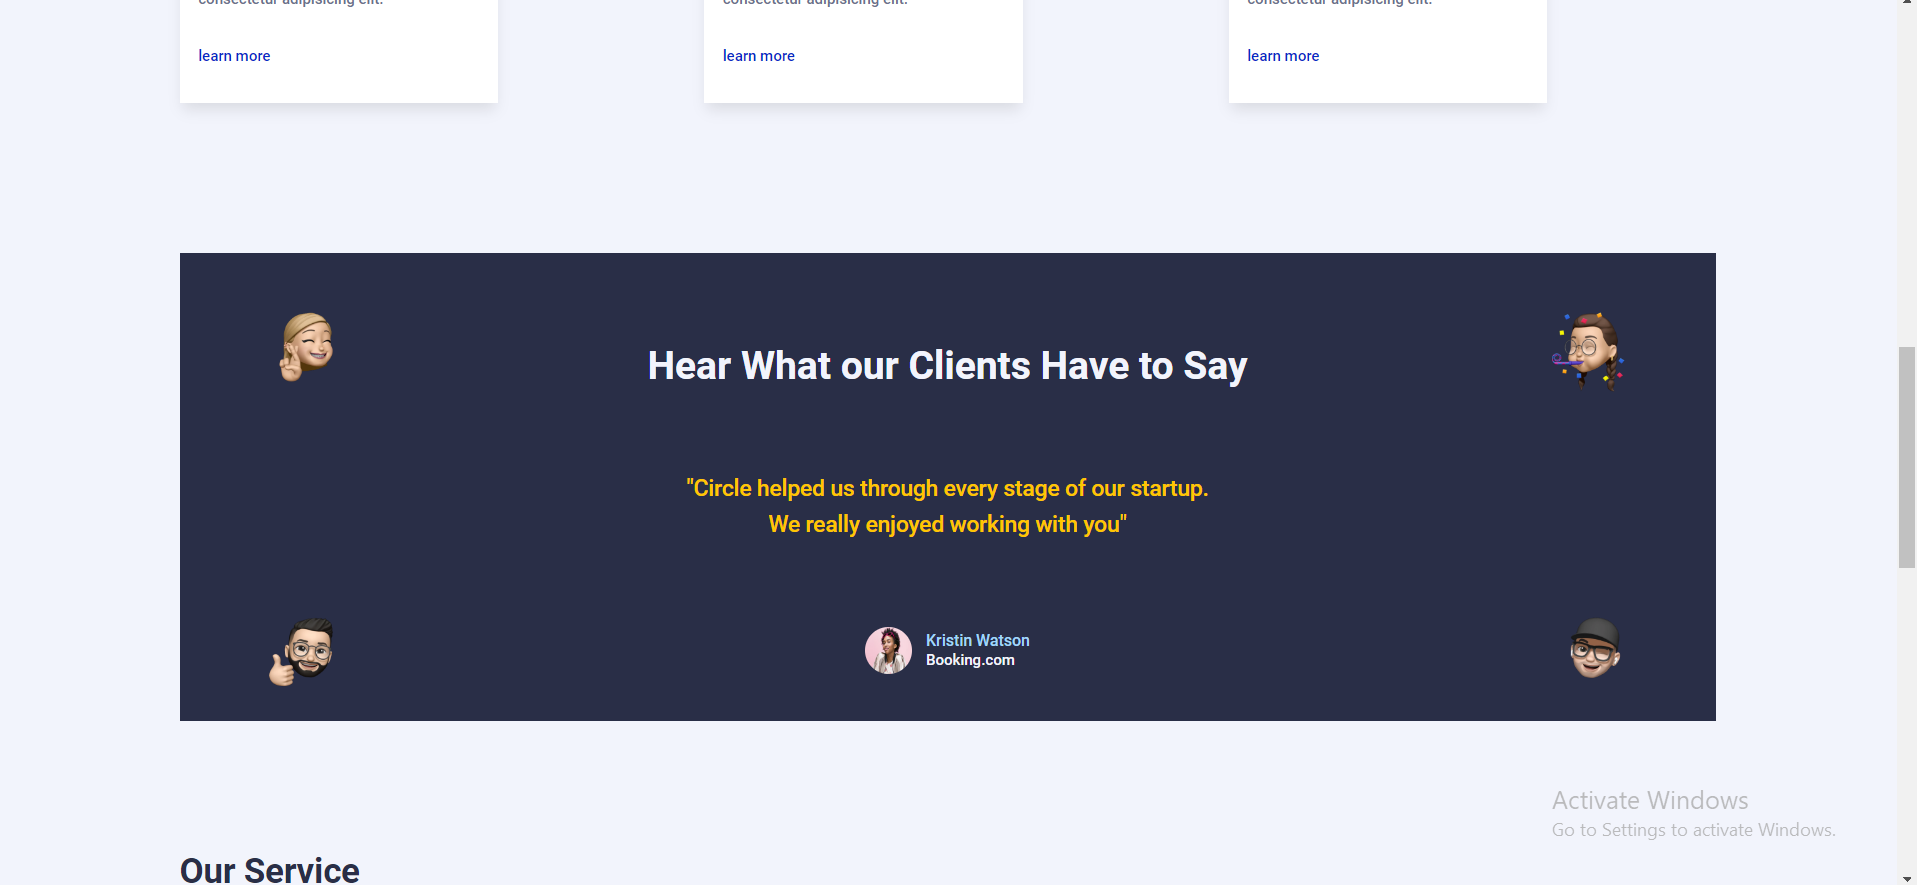 consectetur adipisicing elit.
consectetur adipisicing elit.
consectetur adipisicing elit.
learn more
learn more
learn more
Hear What our Clients Have to Say
"Circle helped us through every stage of our startup.
We really enjoyed working with you"
Kristin Watson
Booking.com
Activate Windows
Go to Settings to activate Windows.
Our Service